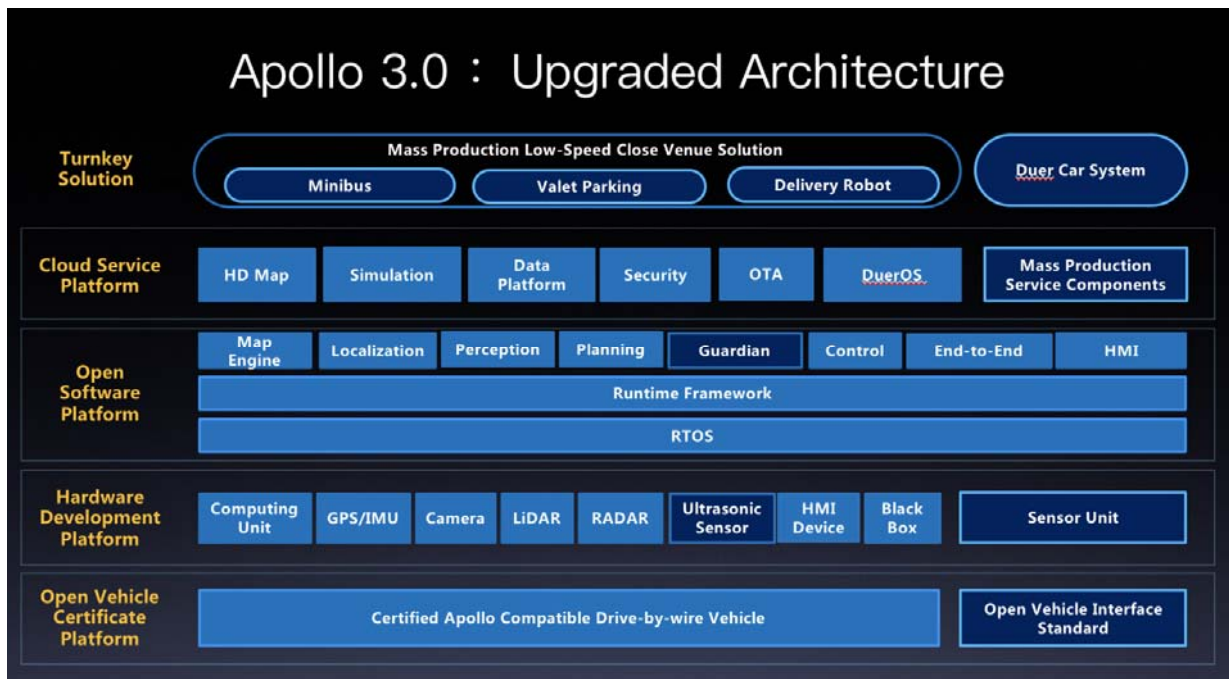 Apollo 3.0 : Upgraded Architecture
Turnkey
Solution
Mass Production Low-Speed Close Venue Solution
Minibus
Valet Parking
Delivery Robot
Duer Car System
Cloud Service
Platform
HD Map
Simulation
Data
Platform
Security
OTA
DuerOS
Mass Production
Service Components
Open
Software
Platform
Map
Engine
Localization
Perception
Planning
Guardian
Control
End-to-End
HMI
Runtime Framework
RTOS
Hardware
Development
Platform
Computing
Unit
GPS/IMU
Camera
LiDAR
RADAR
Ultrasonic
Sensor
HMI
Device
Black
Box
Sensor Unit
Open Vehicle
Certificate
Platform
Certified Apollo Compatible Drive-by-wire Vehicle
Open Vehicle Interface
Standard